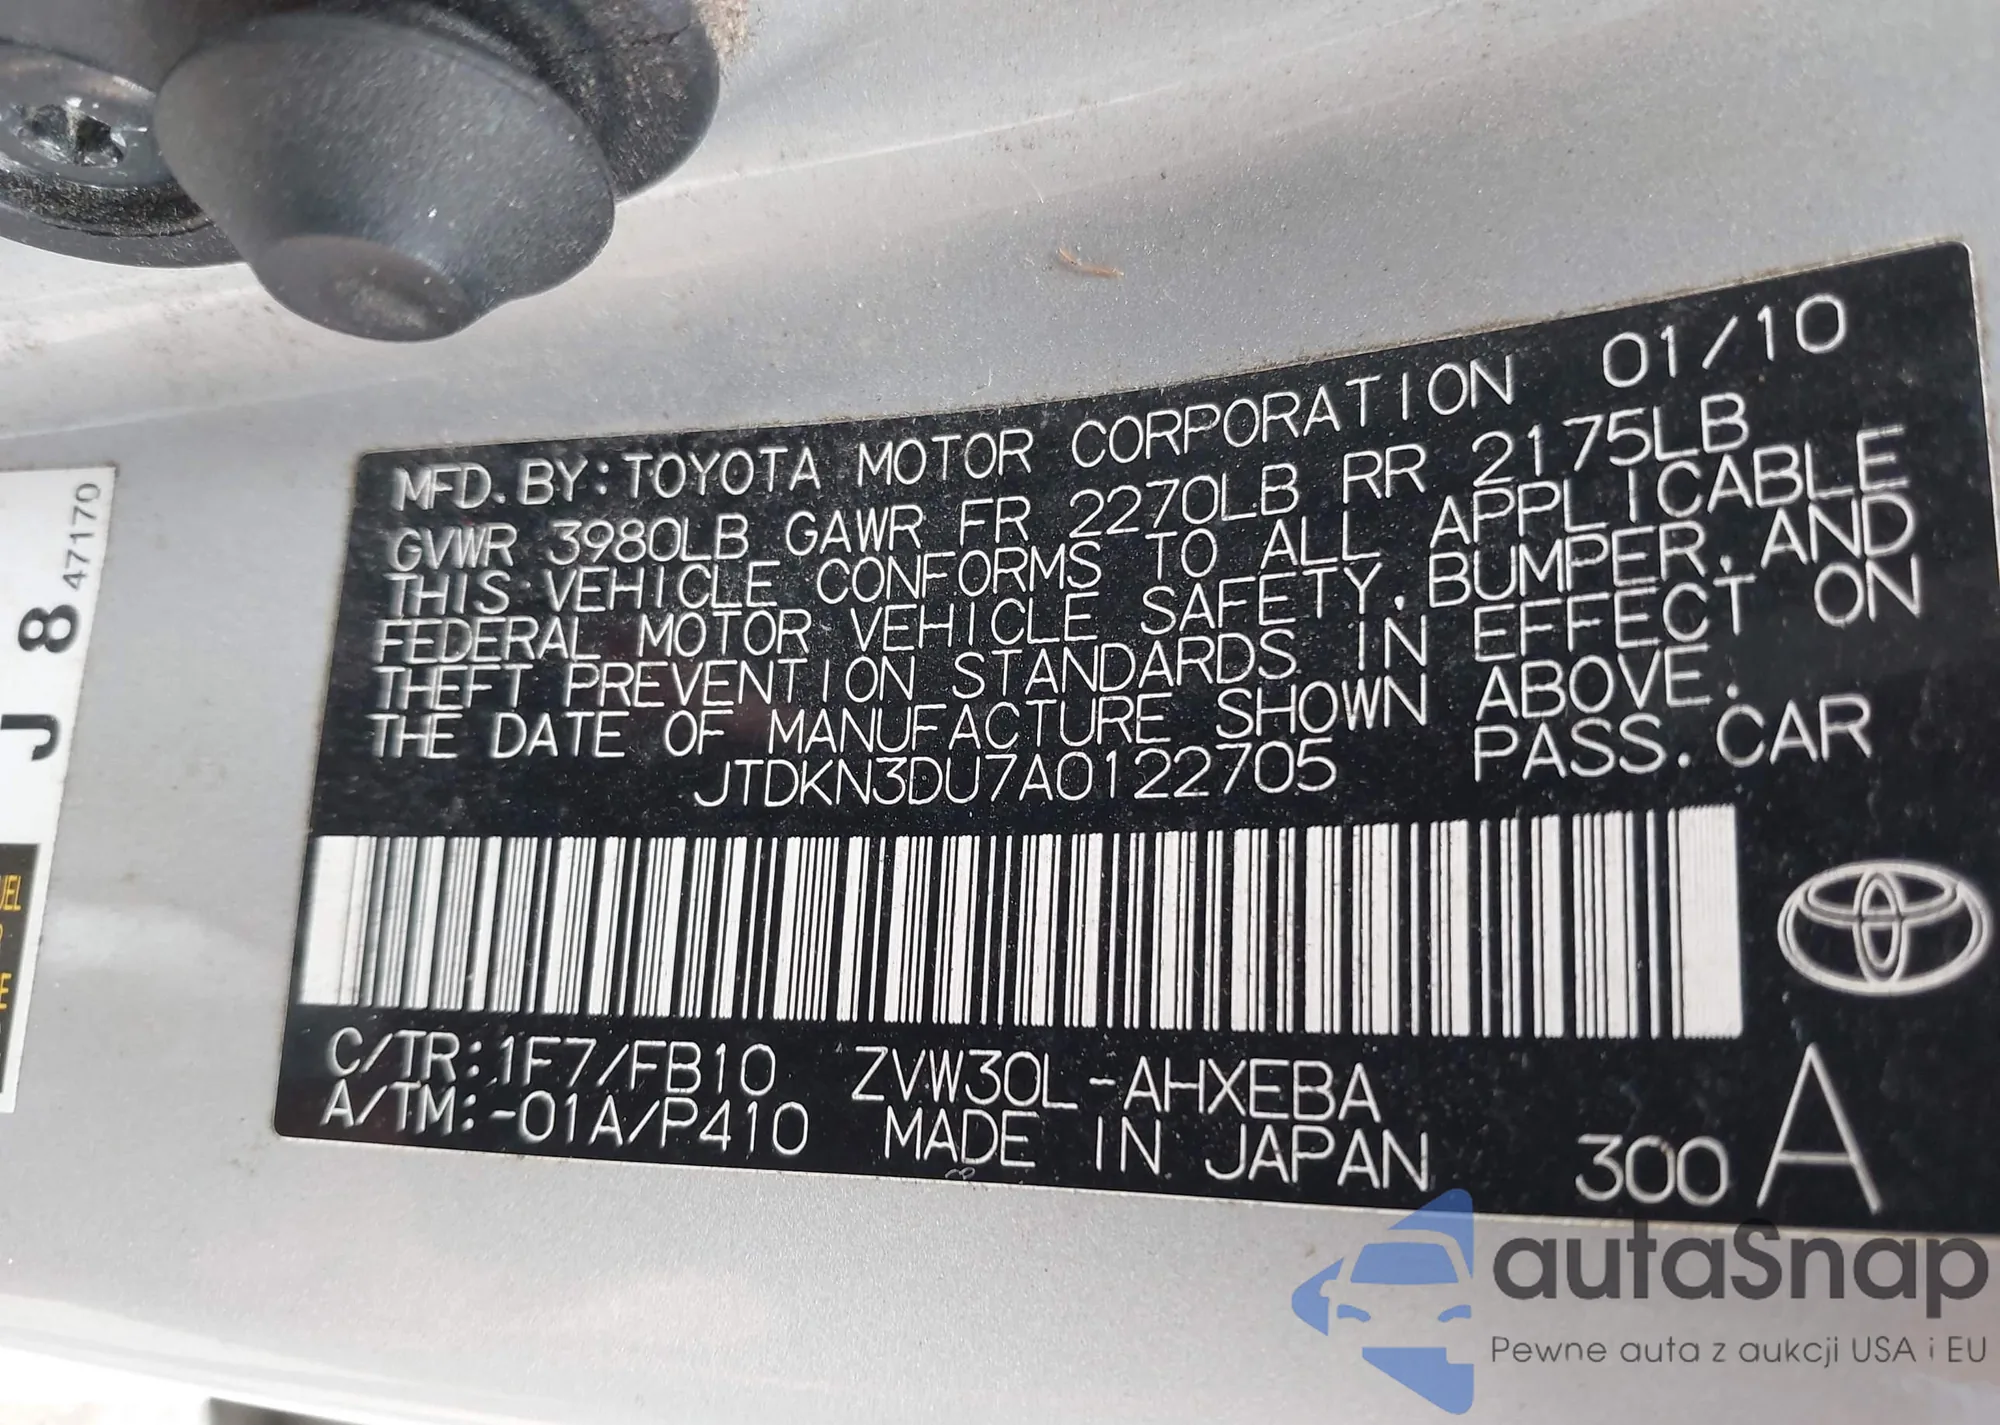 MFD. BY: TOYOTA MOTOR CORPORATION 01/10
GVWR 3980LB GAWR FR 2270LB RR 2175LB
THIS VEHICLE CONFORMS TO ALL APPLICABLE
FEDERAL MOTOR VEHICLE SAFETY, BUMPER, AND
THEFT PREVENTION STANDARDS IN EFFECT ON
THE DATE OF MANUFACTURE SHOWN ABOVE.
JTDKN3DU7A0122705 PASS. CAR
C/TR: 1F7/FB10 ZVW30L -AHXEBA
A/TM: -01A/P410 MADE IN JAPAN 300 A
J 8 47170
autaSnap
Pewne auta z aukcji USA i EU